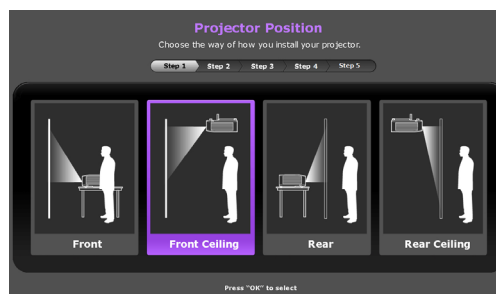 Projector Position
Choose the way of how you install your projector.
Step 1 Step 2 Step 3 Step 4 Step 5
Front Front Ceiling Rear Rear Ceiling
Press "OK" to select